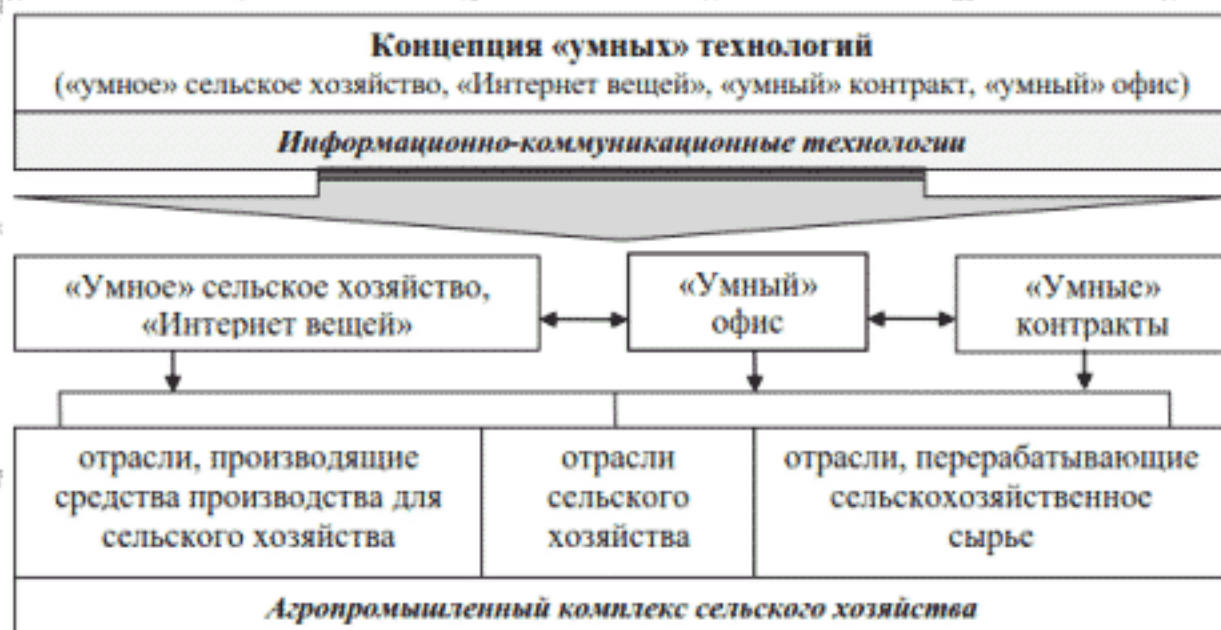 Концепция «умных» технологий
(«умное» сельское хозяйство, «Интернет вещей», «умный» контракт, «умный» офис)
Информационно-коммуникационные технологии
«Умное» сельское хозяйство,
«Интернет вещей»
«Умный»
офис
«Умные»
контракты
отрасли, производящие
средства производства для
сельского хозяйства
отрасли
сельского
хозяйства
отрасли, перерабатывающие
сельскохозяйственное
сырье
Агропромышленный комплекс сельского хозяйства